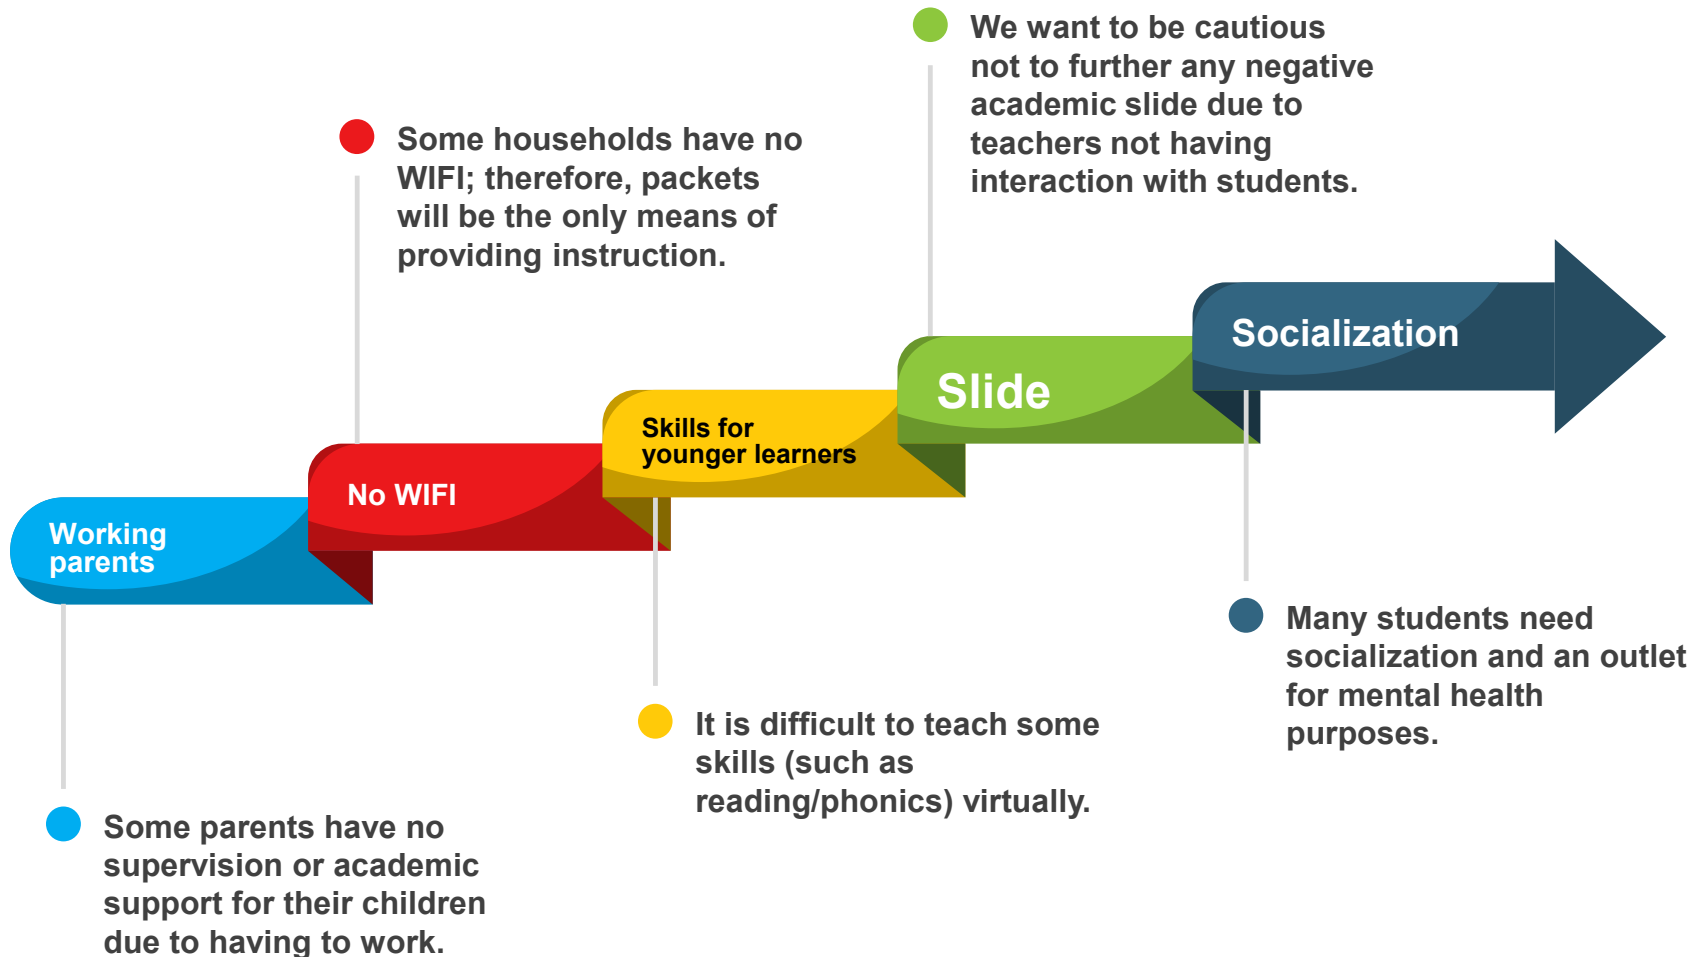 We want to be cautious
not to further any negative
academic slide due to
teachers not having
interaction with students.
Some households have no
WIFI; therefore, packets
will be the only means of
providing instruction.
Socialization
Slide
Skills for
younger learners
No WIFI
Working
parents
Many students need
socialization and an outlet
for mental health
purposes.
It is difficult to teach some
skills (such as
reading/phonics) virtually.
Some parents have no
supervision or academic
support for their children
due to having to work.